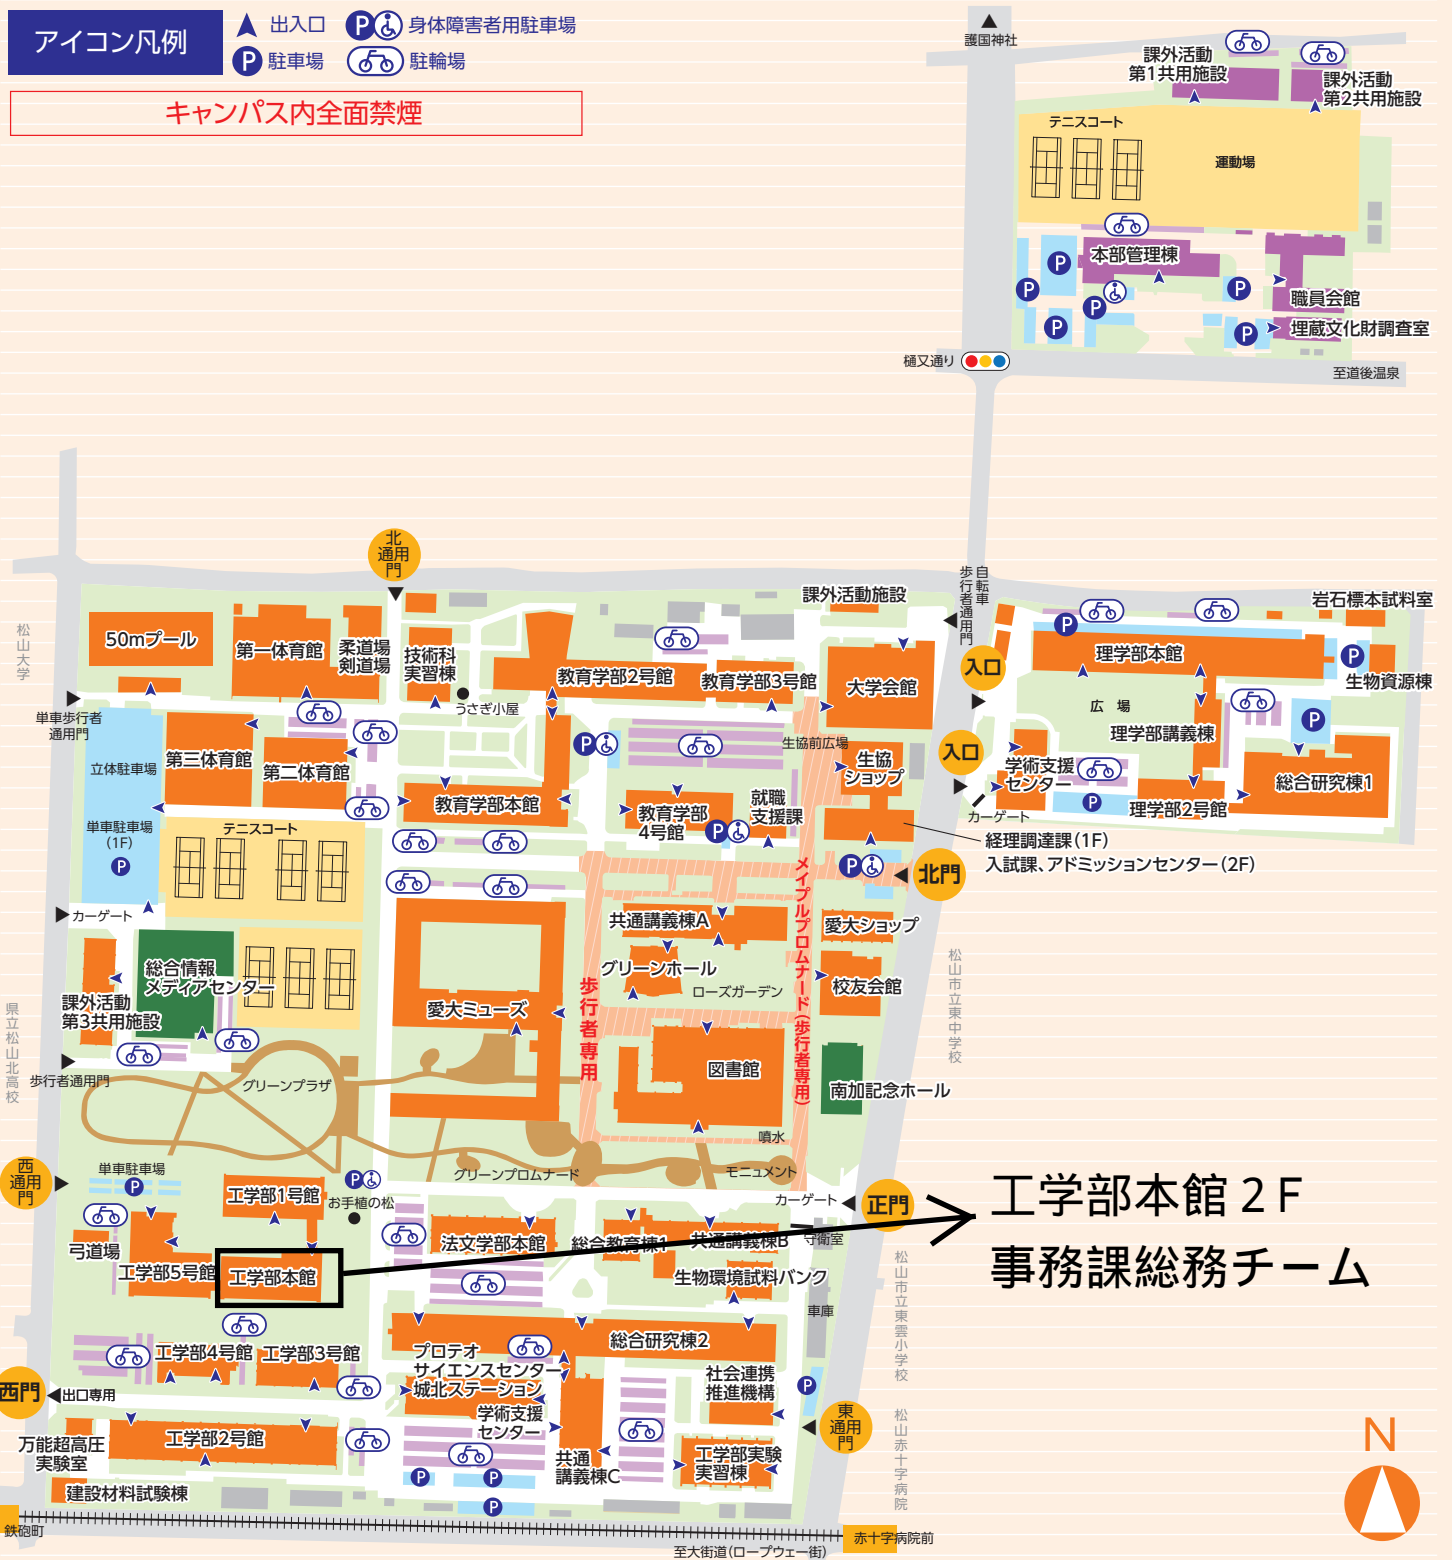 アイコン凡例
出入口
P 身体障害者用駐車場
P 駐車場
駐輪場
キャンパス内全面禁煙
護国神社
課外活動
第1共用施設
課外活動
第2共用施設
テニスコート
運動場
本部管理棟
P
P
P
P
P
P
職員会館
埋蔵文化財調査室
樋又通り
至道後温泉
北
通用
門
松山大学
50mプール
第一体育館
柔道場
剣道場
技術科
実習棟
うさぎ小屋
教育学部2号館
教育学部3号館
課外活動施設
大学会館
自転車
歩行者通用門
入口
入口
岩石標本試料室
P
理学部本館
P
生物資源棟
広場
理学部講義棟
P
学術支援
センター
P
理学部2号館
総合研究棟1
カーゲート
単車歩行者
通用門
立体駐車場
第三体育館
第二体育館
P
生協前広場
生協
ショップ
教育学部本館
教育学部
4号館
P
就職
支援課
経理調達課(1F)
入試課、アドミッションセンター(2F)
単車駐車場
(1F)
P
テニスコート
P
北門
メイプルプロムナード(歩行者専用)
カーゲート
共通講義棟A
愛大ショップ
総合情報
メディアセンター
グリーンホール
ローズガーデン
校友会館
松山市立東中学校
課外活動
第3共用施設
愛大ミューズ
歩行者専用
県立松山北高校
歩行者通用門
グリーンプラザ
図書館
南加記念ホール
噴水
西
通用
門
単車駐車場
P
P
グリーンプロムナード
モニュメント
工学部1号館
お手植の松
カーゲート
正門
工学部本館2F
事務課総務チーム
弓道場
法文学部本館
総合教育棟1
共通講義棟B
守衛室
工学部5号館
工学部本館
生物環境試料バンク
松山市立東雲小学校
車庫
工学部4号館
工学部3号館
プロテオ
サイエンスセンター
城北ステーション
総合研究棟2
社会連携
推進機構
P
西門
出口専用
学術支援
センター
東
通用
門
松山赤十字病院
万能超高圧
実験室
工学部2号館
共通
講義棟C
工学部実験
実習棟
P
P
P
建設材料試験棟
鉄砲町
赤十字病院前
至大街道(ロープウェー街)
N